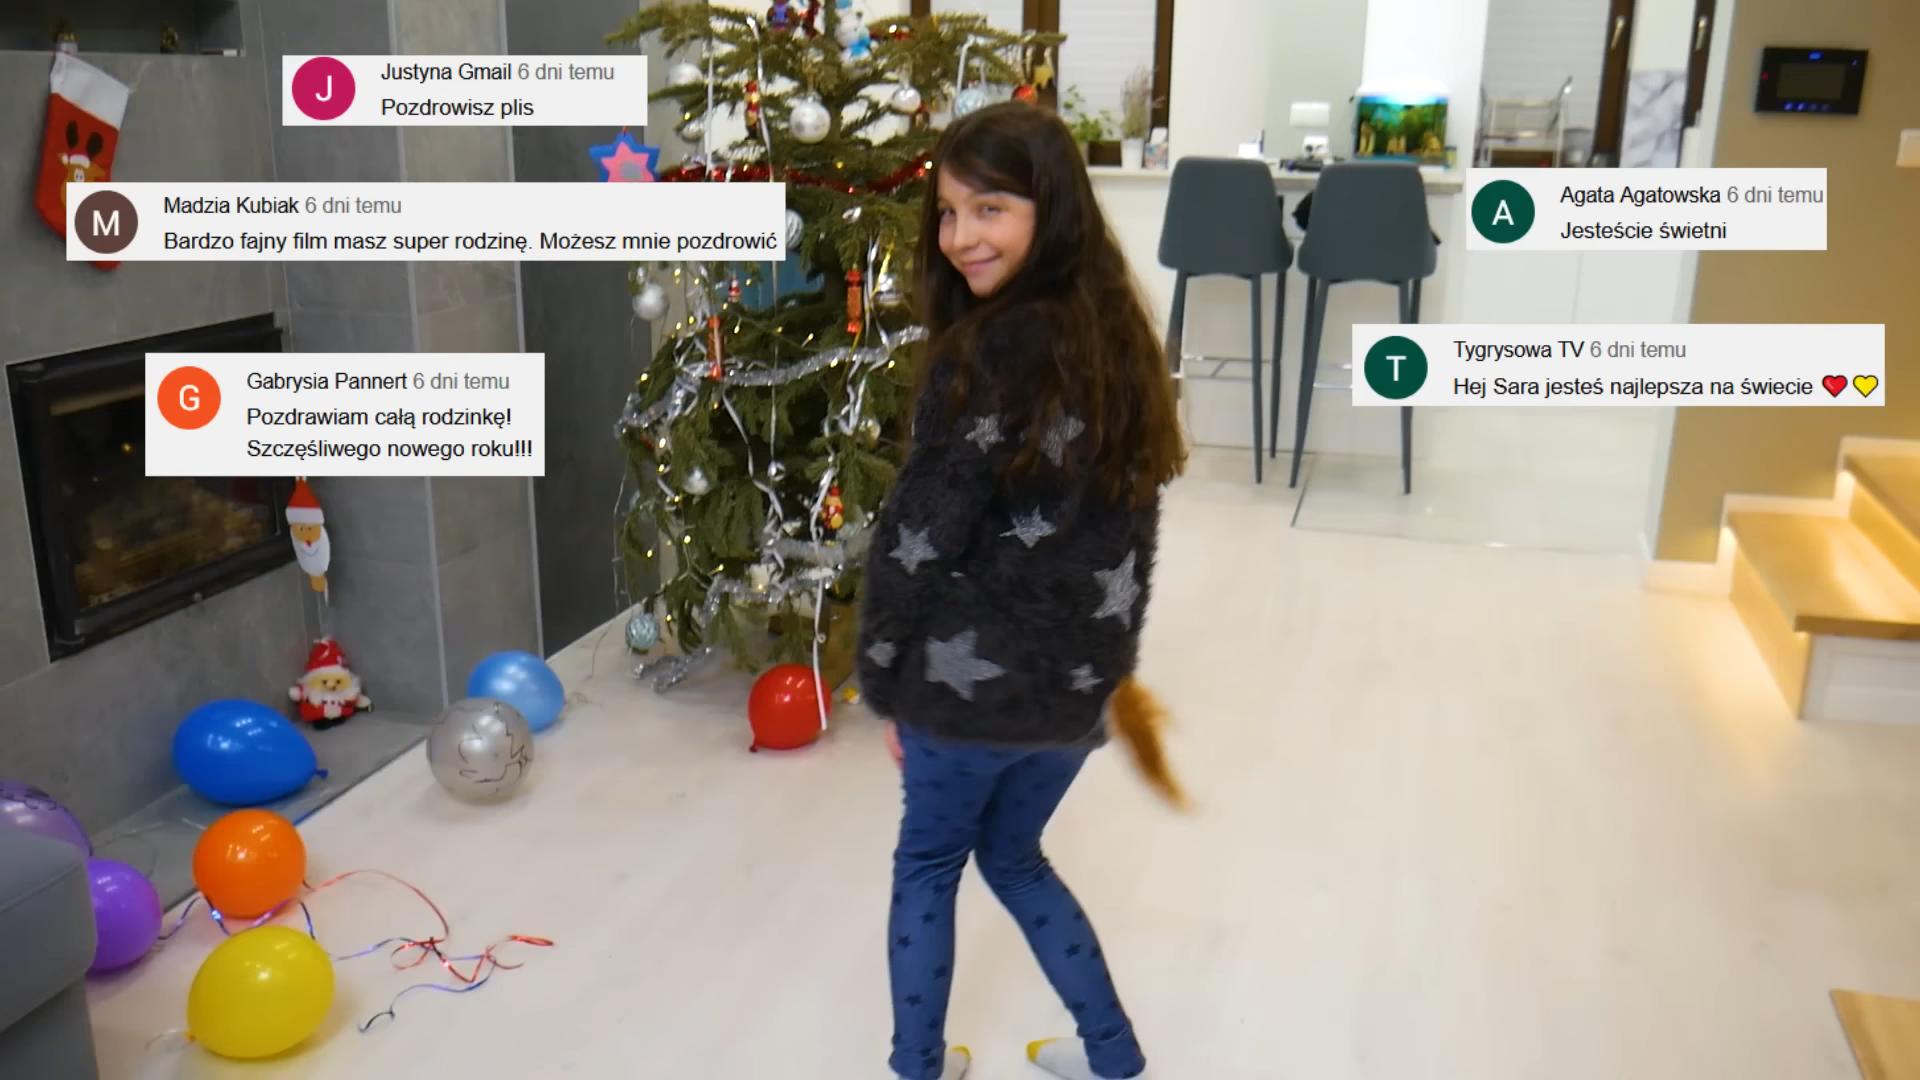 J
Justyna Gmail 6 dni temu
Pozdrowisz plis
M
Madzia Kubiak 6 dni temu
Bardzo fajny film masz super rodzinę. Możesz mnie pozdrowić
A
Agata Agatowska 6 dni temu
Jesteście świetni
G
Gabrysia Pannert 6 dni temu
Pozdrawiam całą rodzinkę!
Szczęśliwego nowego roku!!!
T
Tygrysowa TV 6 dni temu
Hej Sara jesteś najlepsza na świecie ❤️💛